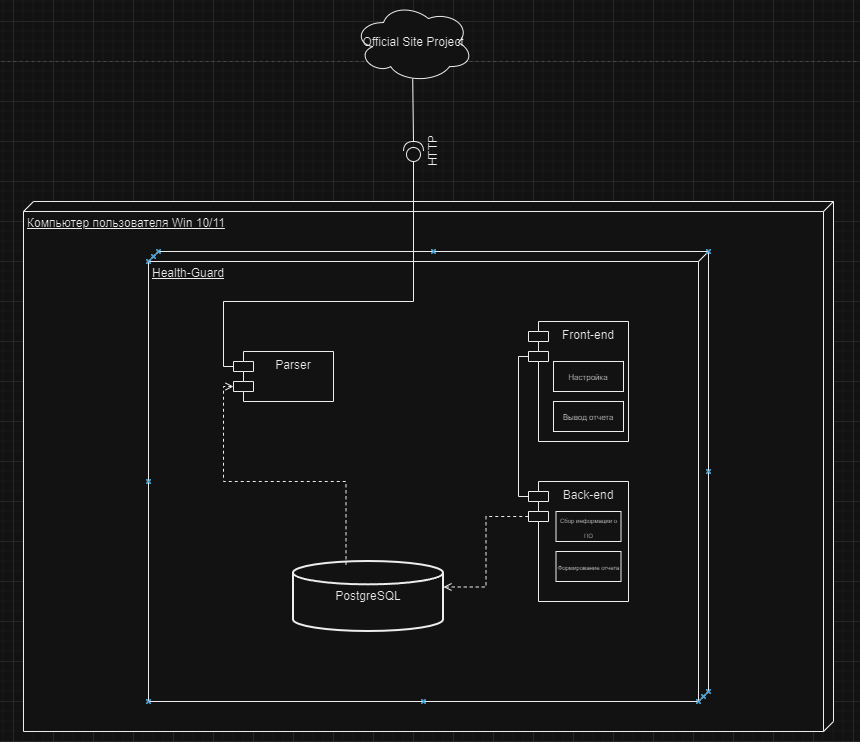 Official Site Project
HTTP
Компьютер пользователя Win 10/11
Health-Guard
Parser
Front-end
Настройка
Вывод отчета
Back-end
Сбор информации о
ПО
Формирование отчета
PostgreSQL